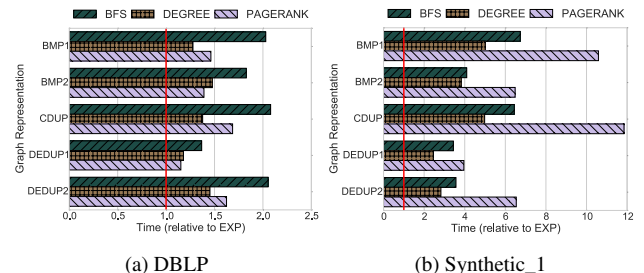 BFS DEGREE PAGERANK
Graph Representation
BMP1
BMP2
CDUP
DEDUP1
DEDUP2
0.0 0.5 1.0 1.5 2.0 2.5
Time (relative to EXP)
(a) DBLP
BFS DEGREE PAGERANK
Graph Representation
BMP1
BMP2
CDUP
DEDUP1
DEDUP2
0 2 4 6 8 10 12
Time (relative to EXP)
(b) Synthetic_1